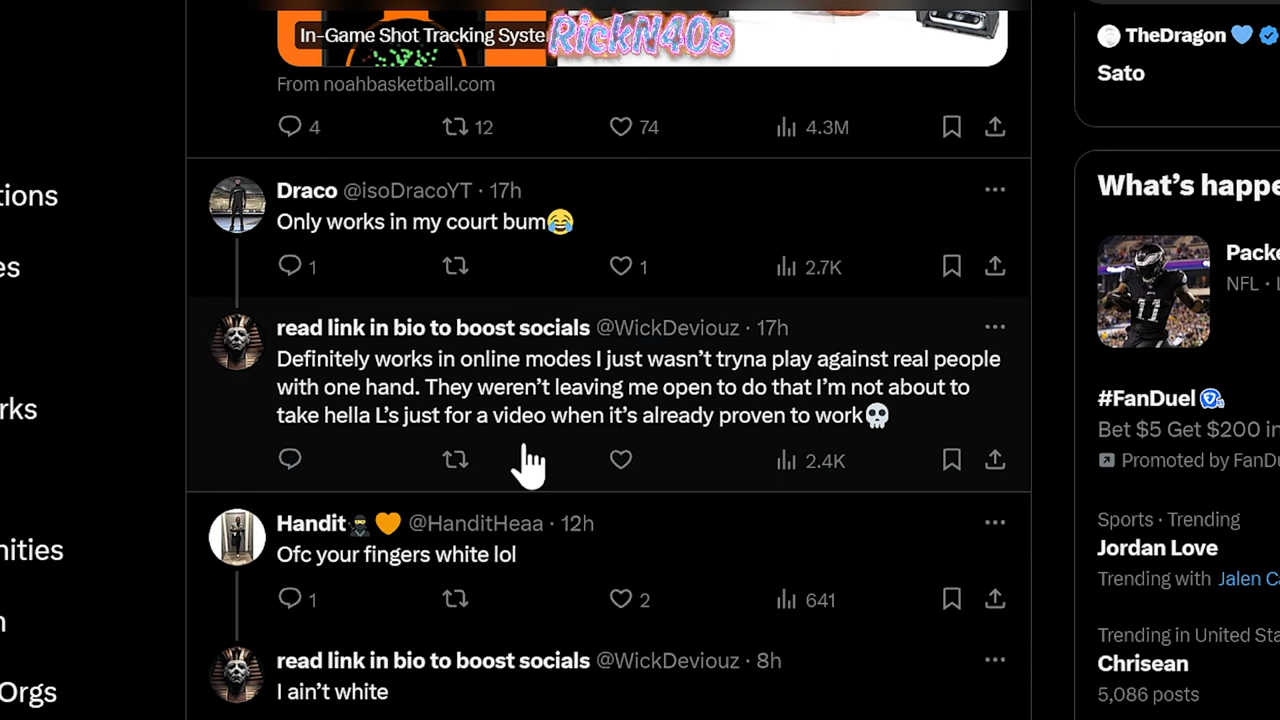 In-Game Shot Tracking Syste
RickN40s
From noahbasketball.com
4 12 74 4.3M
Draco @isoDracoYT · 17h
Only works in my court bum😂
1 1 2.7K
read link in bio to boost socials @WickDeviouz · 17h
Definitely works in online modes I just wasn't tryna play against real people
with one hand. They weren't leaving me open to do that I'm not about to
take hella L's just for a video when it's already proven to work💀
2.4K
Handit🥷🧡 @HanditHeaa · 12h
Ofc your fingers white lol
1 2 641
read link in bio to boost socials @WickDeviouz · 8h
I ain't white
tions
es
rks
nities
n
Orgs
TheDragon 💙
Sato
What's happe
Packe
NFL · L
11
#FanDuel
Bet $5 Get $200 in
Promoted by FanDu
Sports · Trending
Jordan Love
Trending with Jalen Ca
Trending in United Sta
Chrisean
5,086 posts